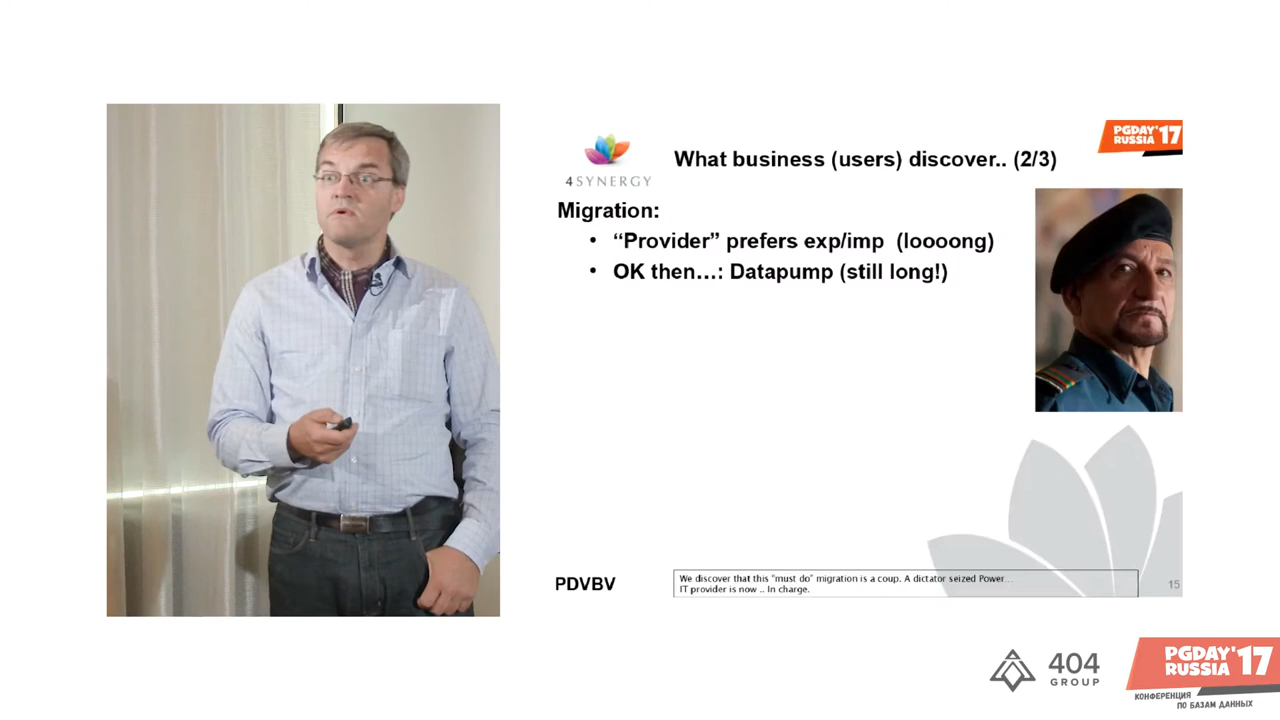 PGDAY'17
RUSSIA
4SYNERGY
What business (users) discover.. (2/3)
Migration:
• “Provider” prefers exp/imp (loooong)
• OK then…: Datapump (still long!)
PDVBV
We discover that this "must do" migration is a coup. A dictator seized Power…
IT provider is now .. In charge.
15
404
GROUP
PGDAY'17
RUSSIA
КОНФЕРЕНЦИЯ
ПО БАЗАМ ДАННЫХ